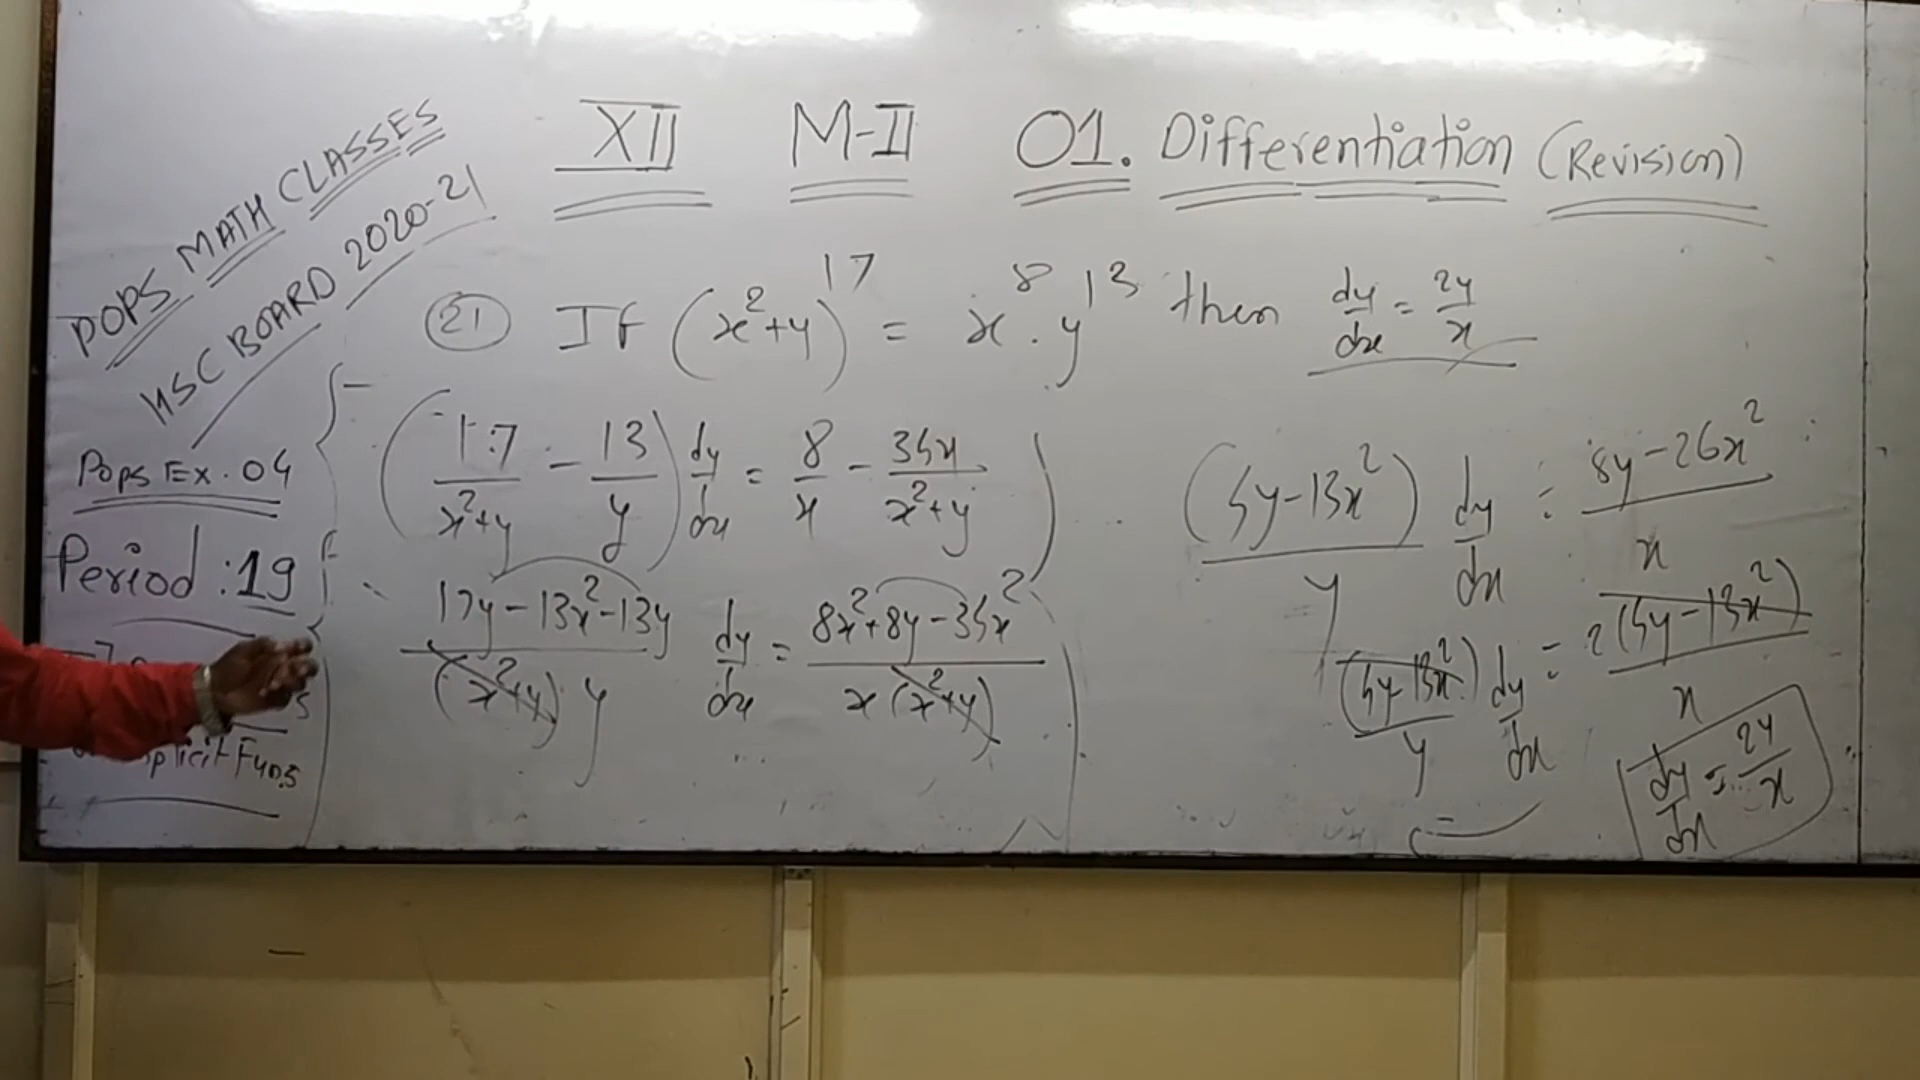 POPS MATH CLASSES
HSC BOARD 2020-21
XII M-II 01. Differentiation (Revision)
(21) If (x²+y)^17 = x^8 . y^13 then dy/dx = 2y/x
Pops Ex. 04
Period : 19
plicit Funs
(17/(x²+y) - 13/y) dy/dx = 8/x - 34x/(x²+y)
(17y-13x²-13y)/((x²+y)y) dy/dx = (8x²+8y-34x²)/(x(x²+y))
(4y-13x²)/y dy/dx = (8y-26x²)/x
(4y-13x²)/y dy/dx = 2(4y-13x²)/x
dy/dx = 2y/x